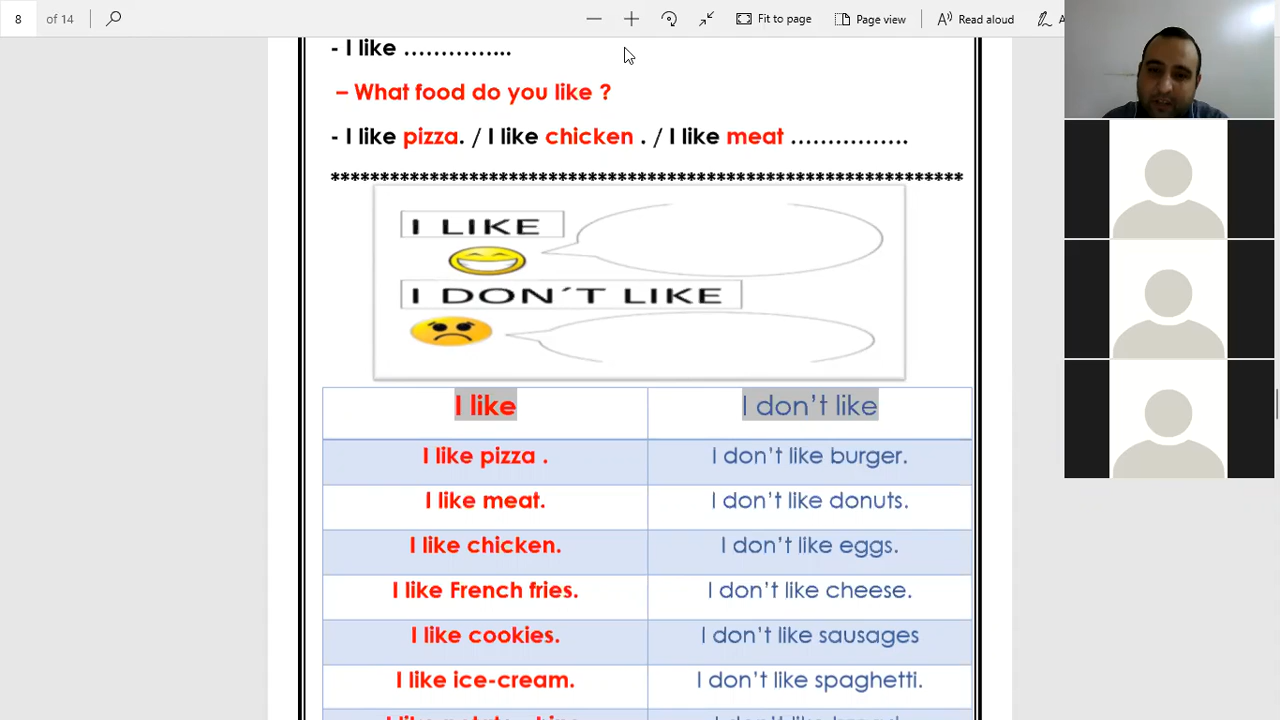 8 of 14 Fit to page Page view Read aloud
- I like …………...
– What food do you like ?
- I like pizza. / I like chicken . / I like meat …………….
****************************************************************
I LIKE
I DON´T LIKE
I like I don’t like
I like pizza . I don’t like burger.
I like meat. I don’t like donuts.
I like chicken. I don’t like eggs.
I like French fries. I don’t like cheese.
I like cookies. I don’t like sausages
I like ice-cream. I don’t like spaghetti.